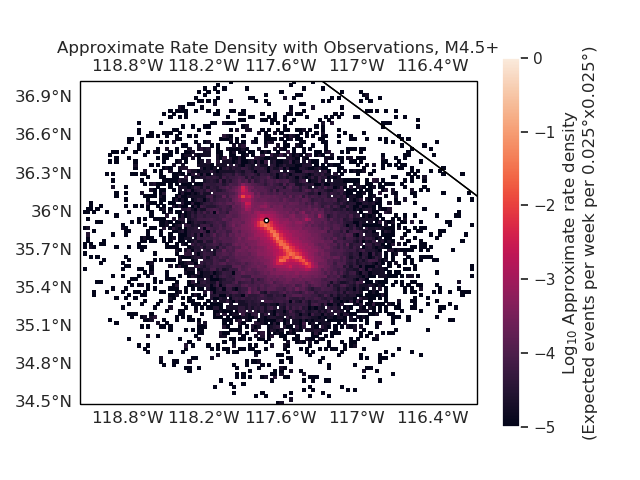 Approximate Rate Density with Observations, M4.5+
118.8°W 118.2°W 117.6°W 117°W 116.4°W
36.9°N
36.6°N
36.3°N
36°N
35.7°N
35.4°N
35.1°N
34.8°N
34.5°N
118.8°W 118.2°W 117.6°W 117°W 116.4°W
0
−1
−2
−3
−4
−5
Log₁₀ Approximate rate density
(Expected events per week per 0.025°x0.025°)